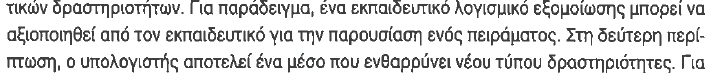 τικών δραστηριοτήτων. Για παράδειγμα, ένα εκπαιδευτικό λογισμικό εξομοίωσης μπορεί να
αξιοποιηθεί από τον εκπαιδευτικό για την παρουσίαση ενός πειράματος. Στη δεύτερη περί-
πτωση, ο υπολογιστής αποτελεί ένα μέσο που ενθαρρύνει νέου τύπου δραστηριότητες. Για